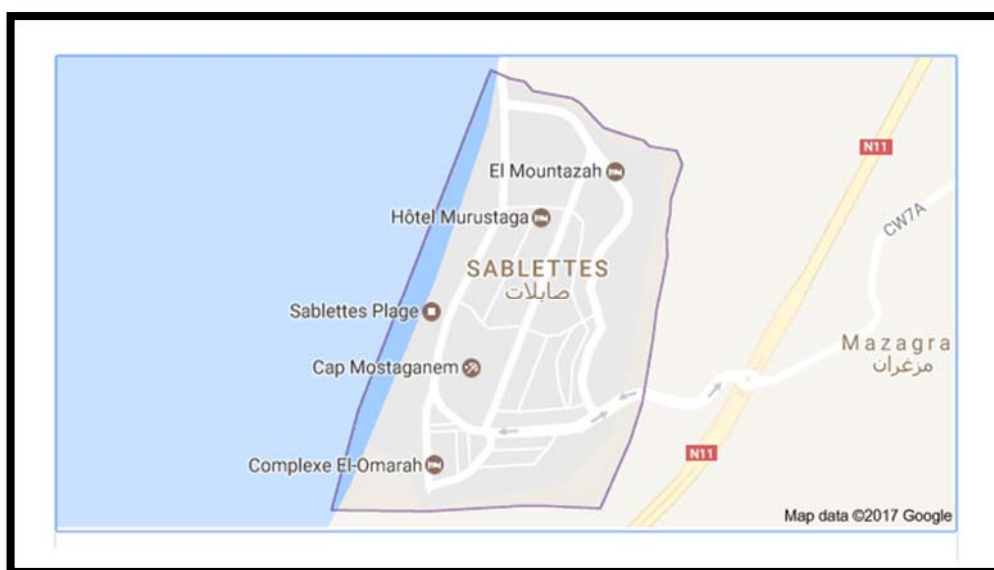 N11
El Mountazah
CW7A
Hôtel Murustaga
SABLETTES
صابلات
Sablettes Plage
Mazagra
مزغران
Cap Mostaganem
N11
Complexe El-Omarah
Map data ©2017 Google